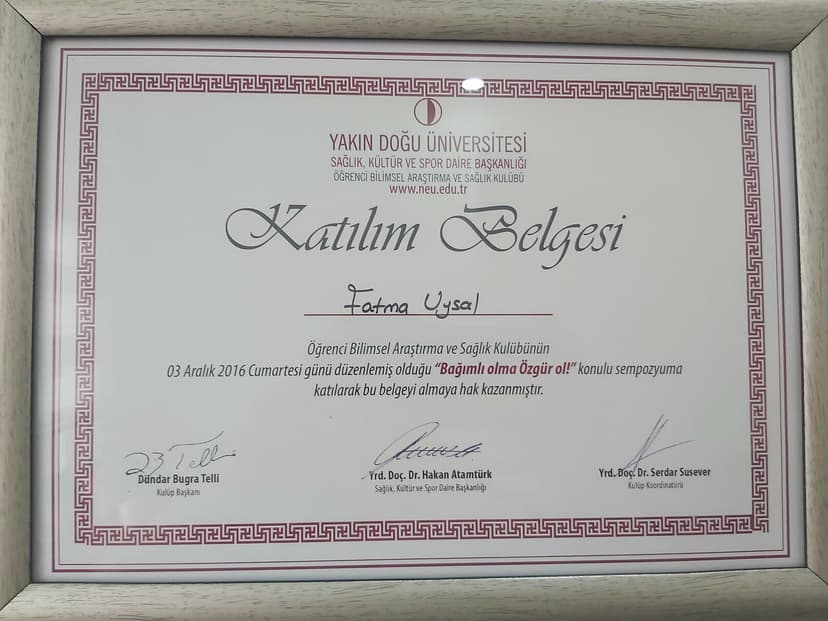 YAKIN DOĞU ÜNİVERSİTESİ
SAĞLIK, KÜLTÜR VE SPOR DAİRE BAŞKANLIĞI
ÖĞRENCİ BİLİMSEL ARAŞTIRMA VE SAĞLIK KULÜBÜ
www.neu.edu.tr
Katılım Belgesi
Fatma Uysal
Öğrenci Bilimsel Araştırma ve Sağlık Kulübünün
03 Aralık 2016 Cumartesi günü düzenlemiş olduğu "Bağımlı olma Özgür ol!" konulu sempozyuma
katılarak bu belgeyi almaya hak kazanmıştır.
Dündar Bugra Telli
Kulüp Başkanı
Yrd. Doç. Dr. Hakan Atamtürk
Sağlık, Kültür ve Spor Daire Başkanlığı
Yrd. Doç. Dr. Serdar Susever
Kulüp Koordinatörü